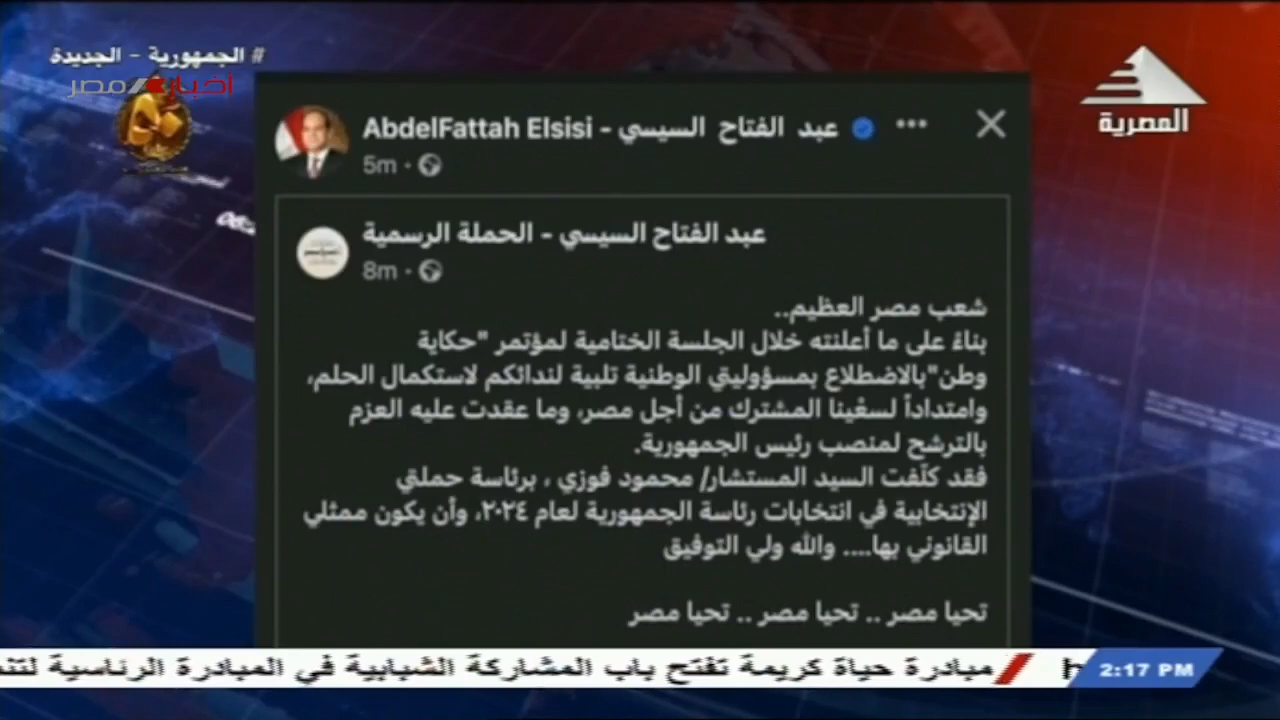 # الجمهورية - الجديدة
أخبار مصر
المصرية
عبد الفتاح السيسي - AbdelFattah Elsisi
5m
عبد الفتاح السيسي - الحملة الرسمية
8m
شعب مصر العظيم..
بناءً على ما أعلنته خلال الجلسة الختامية لمؤتمر "حكاية
وطن"بالاضطلاع بمسؤوليتي الوطنية تلبية لندائكم لاستكمال الحلم،
وامتداداً لسعْينا المشترك من أجل مصر، وما عقدت عليه العزم
بالترشح لمنصب رئيس الجمهورية.
فقد كلّفت السيد المستشار/ محمود فوزي ، برئاسة حملتي
الإنتخابية في انتخابات رئاسة الجمهورية لعام ٢٠٢٤، وأن يكون ممثلي
القانوني بها.... والله ولي التوفيق
تحيا مصر .. تحيا مصر .. تحيا مصر
مبادرة حياة كريمة تفتح باب المشاركة الشبابية في المبادرة الرئاسية
2:17 PM